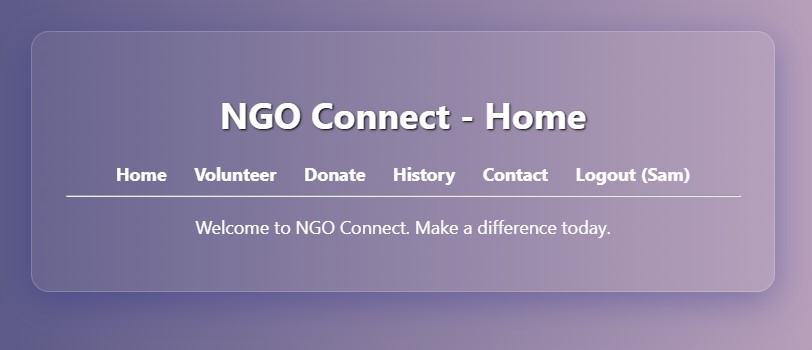 NGO Connect - Home
Home Volunteer Donate History Contact Logout (Sam)
Welcome to NGO Connect. Make a difference today.